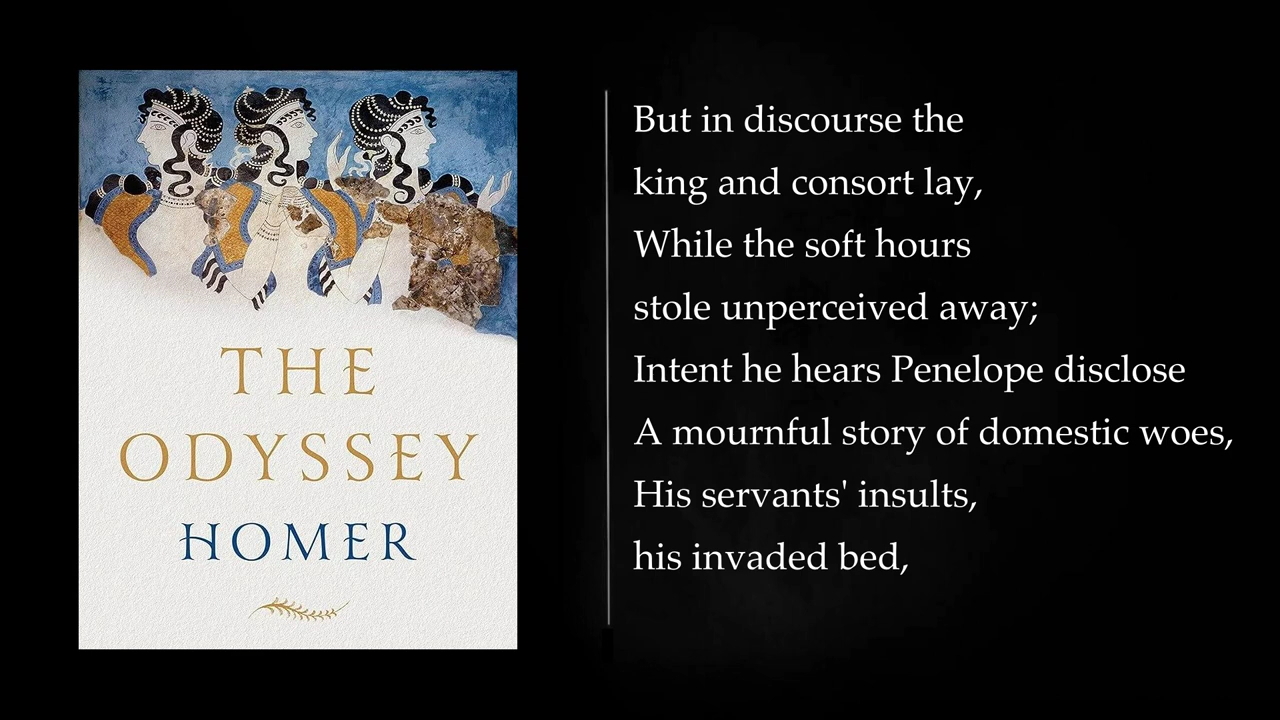 THE
ODYSSEY
HOMER
But in discourse the
king and consort lay,
While the soft hours
stole unperceived away;
Intent he hears Penelope disclose
A mournful story of domestic woes,
His servants' insults,
his invaded bed,